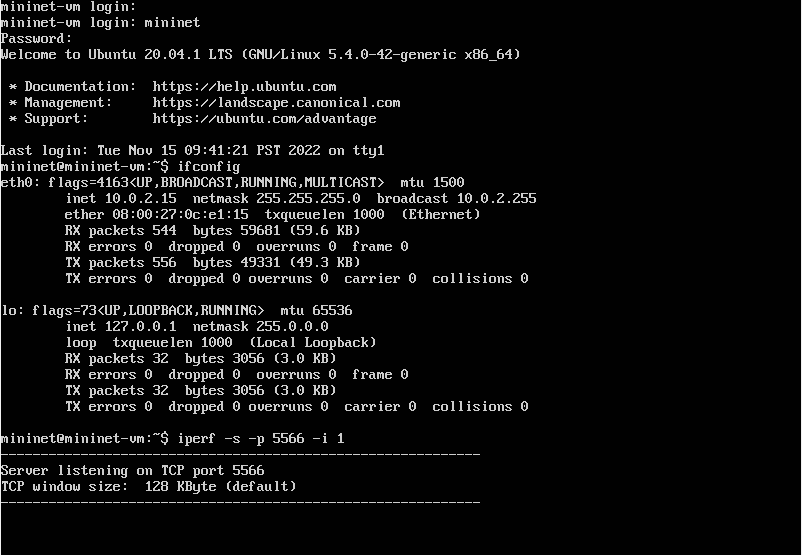 mininet-vm login:
mininet-vm login: mininet
Password:
Welcome to Ubuntu 20.04.1 LTS (GNU/Linux 5.4.0-42-generic x86_64)
* Documentation:  https://help.ubuntu.com
* Management:     https://landscape.canonical.com
* Support:        https://ubuntu.com/advantage
Last login: Tue Nov 15 09:41:21 PST 2022 on tty1
mininet@mininet-vm:~$ ifconfig
eth0: flags=4163<UP,BROADCAST,RUNNING,MULTICAST>  mtu 1500
inet 10.0.2.15  netmask 255.255.255.0  broadcast 10.0.2.255
ether 08:00:27:0c:e1:15  txqueuelen 1000  (Ethernet)
RX packets 544  bytes 59681 (59.6 KB)
RX errors 0  dropped 0  overruns 0  frame 0
TX packets 556  bytes 49331 (49.3 KB)
TX errors 0  dropped 0 overruns 0  carrier 0  collisions 0
lo: flags=73<UP,LOOPBACK,RUNNING>  mtu 65536
inet 127.0.0.1  netmask 255.0.0.0
loop  txqueuelen 1000  (Local Loopback)
RX packets 32  bytes 3056 (3.0 KB)
RX errors 0  dropped 0  overruns 0  frame 0
TX packets 32  bytes 3056 (3.0 KB)
TX errors 0  dropped 0 overruns 0  carrier 0  collisions 0
mininet@mininet-vm:~$ iperf -s -p 5566 -i 1
------------------------------------------------------------
Server listening on TCP port 5566
TCP window size:  128 KByte (default)
------------------------------------------------------------